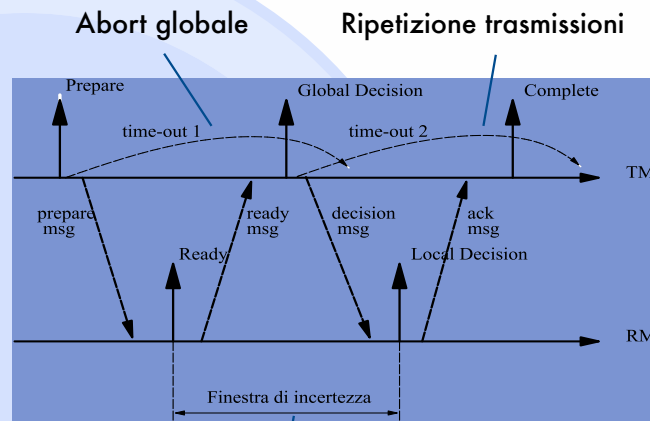 Abort globale
Ripetizione trasmissioni
Prepare
Global Decision
Complete
time-out 1
time-out 2
TM
prepare
msg
ready
msg
decision
msg
ack
msg
Ready
Local Decision
RM
Finestra di incertezza